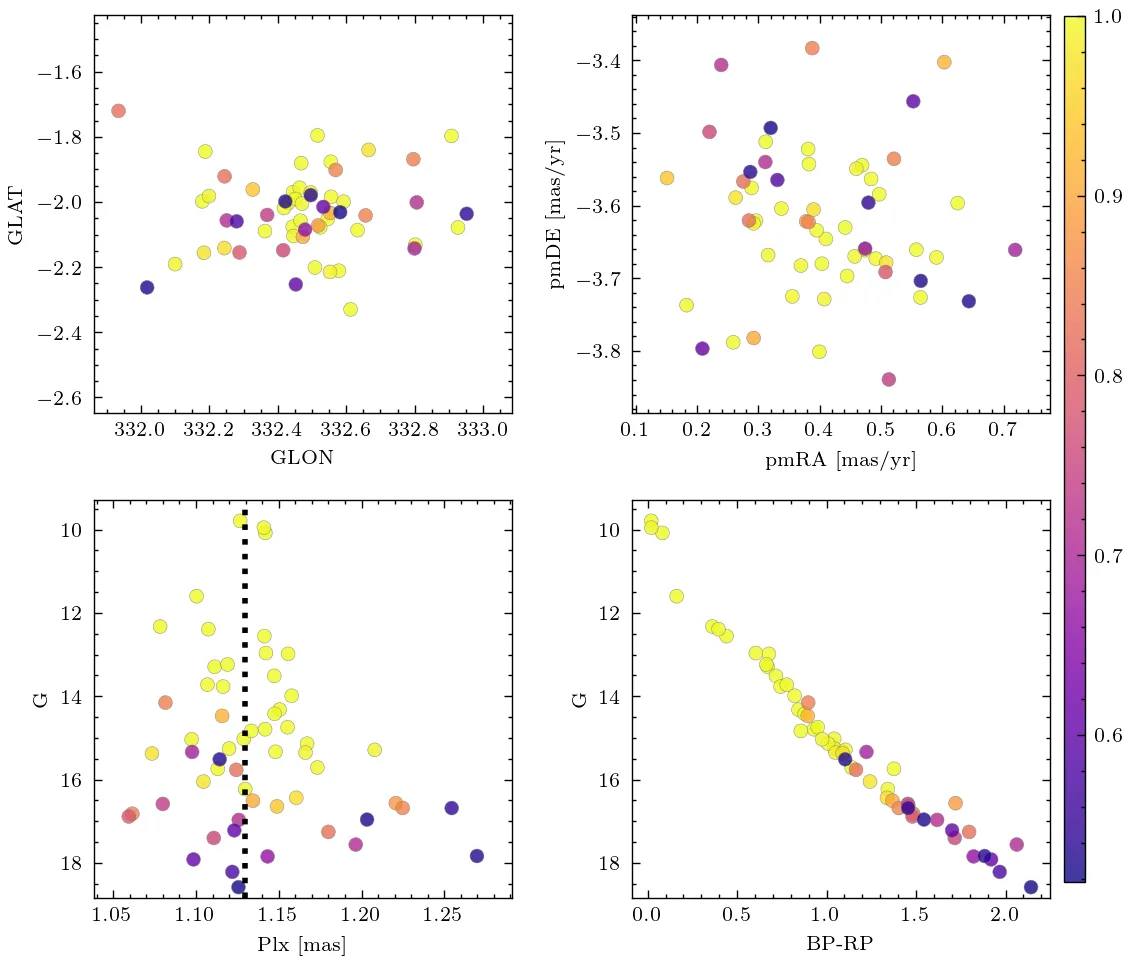 −1.6
−1.8
−2.0
−2.2
−2.4
−2.6
GLAT
332.0 332.2 332.4 332.6 332.8 333.0
GLON
−3.4
−3.5
−3.6
−3.7
−3.8
pmDE [mas/yr]
0.1 0.2 0.3 0.4 0.5 0.6 0.7
pmRA [mas/yr]
1.0
0.9
0.8
0.7
0.6
10
12
14
16
18
G
1.05 1.10 1.15 1.20 1.25
Plx [mas]
10
12
14
16
18
G
0.0 0.5 1.0 1.5 2.0
BP-RP